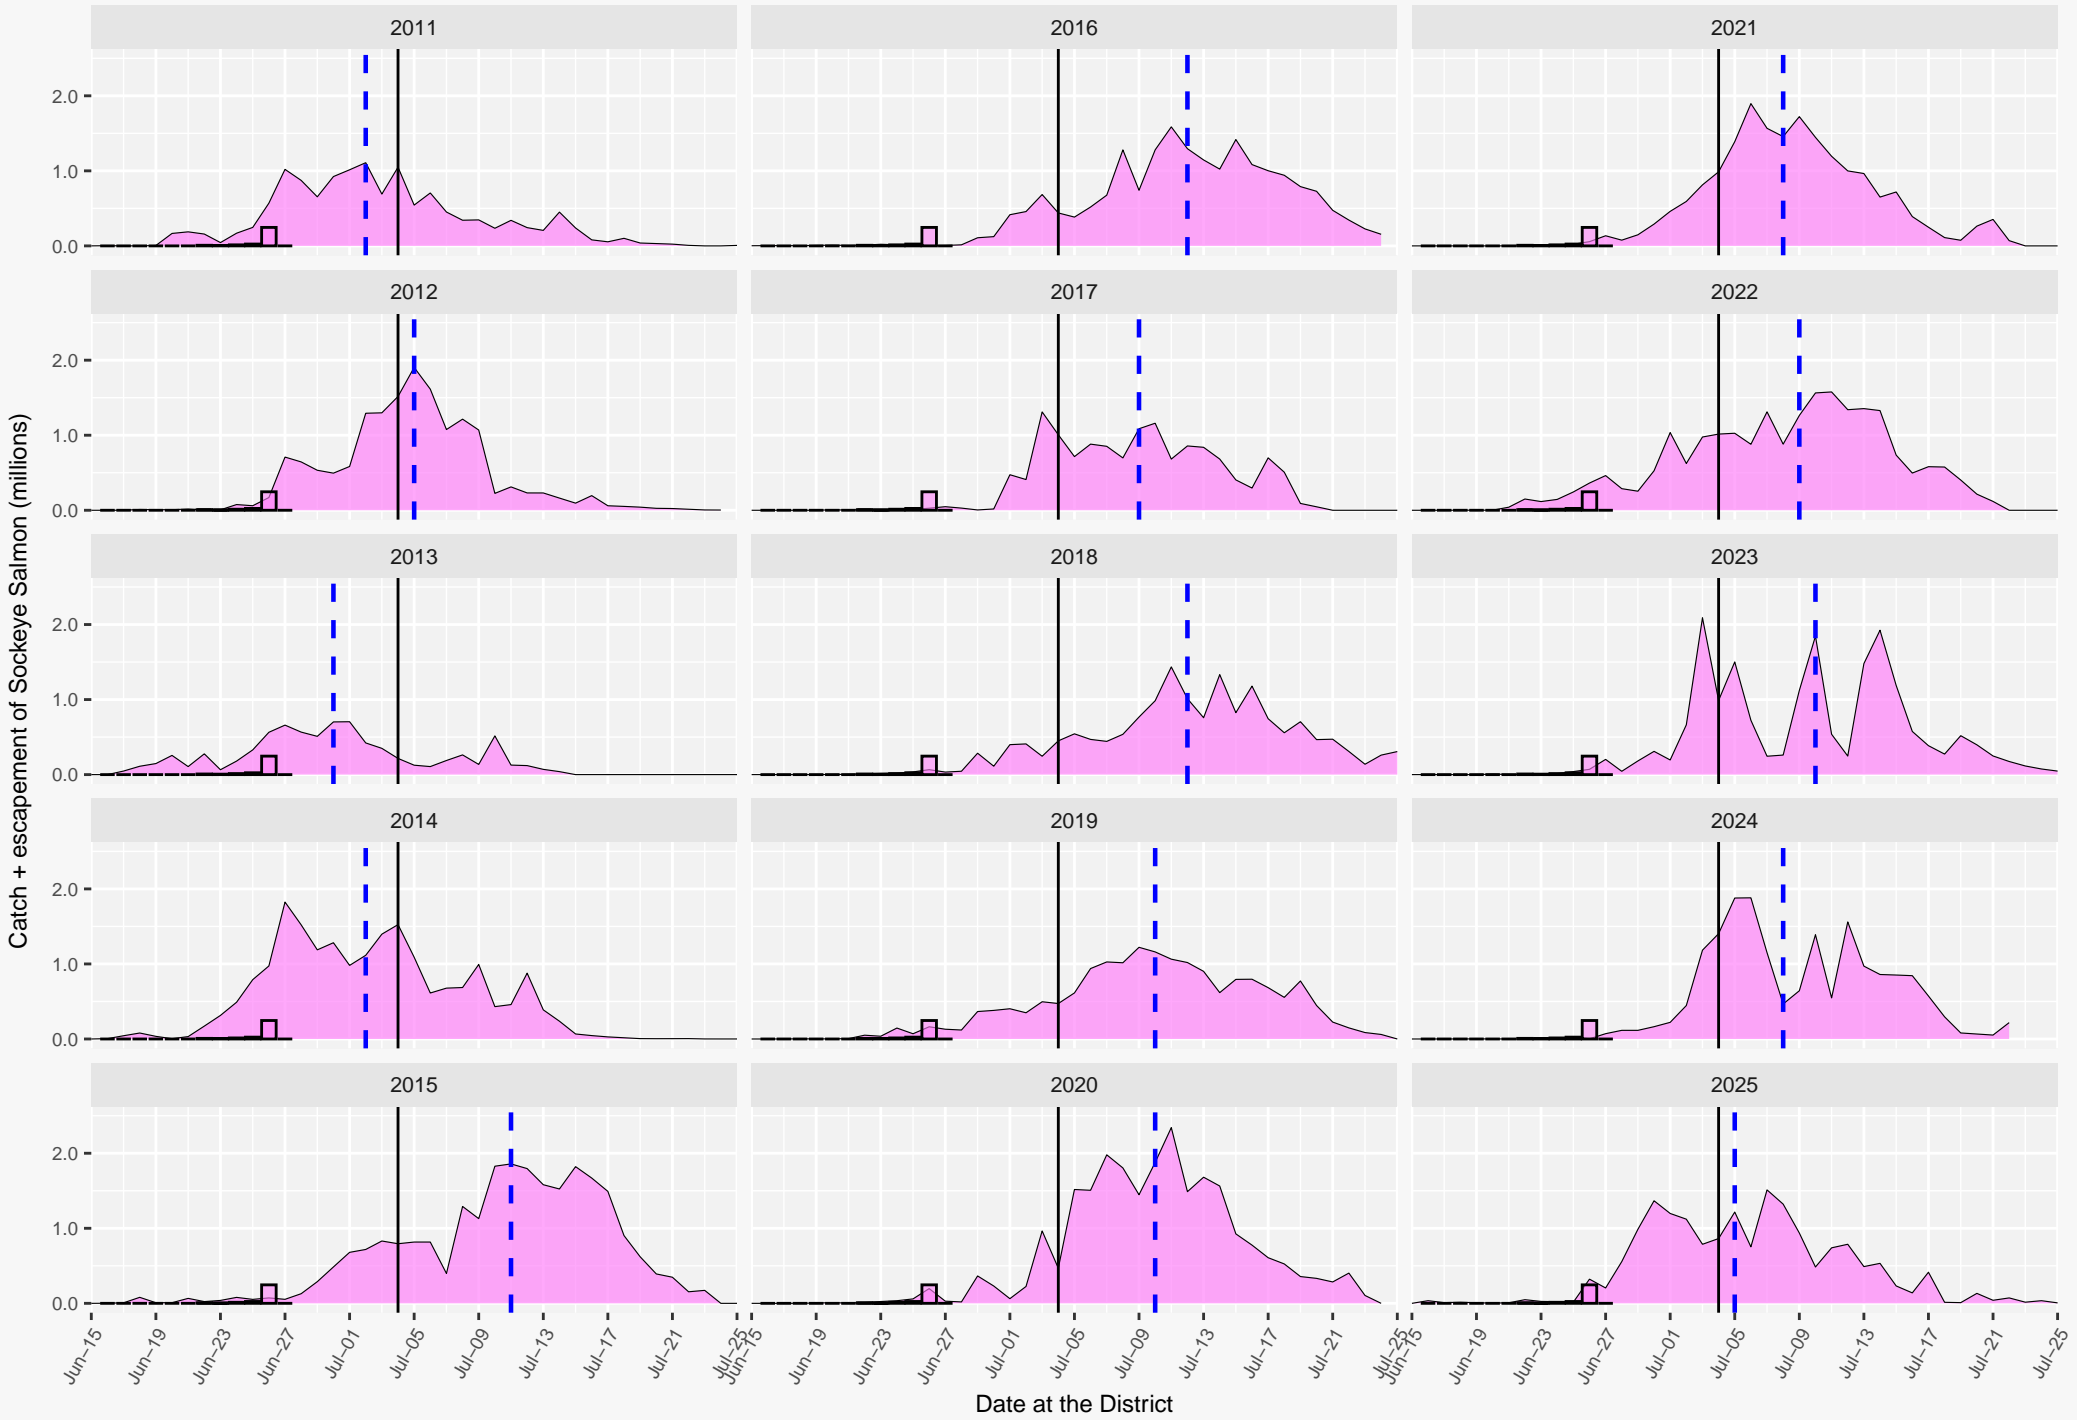 2011 2016 2021
2.0
1.0
0.0
2012 2017 2022
2.0
1.0
0.0
2013 2018 2023
2.0
1.0
0.0
2014 2019 2024
2.0
1.0
0.0
2015 2020 2025
2.0
1.0
0.0
Catch + escapement of Sockeye Salmon (millions)
Jun−15 Jun−19 Jun−23 Jun−27 Jul−01 Jul−05 Jul−09 Jul−13 Jul−17 Jul−21 Jul−25 Jun−15 Jun−19 Jun−23 Jun−27 Jul−01 Jul−05 Jul−09 Jul−13 Jul−17 Jul−21 Jul−25 Jun−15 Jun−19 Jun−23 Jun−27 Jul−01 Jul−05 Jul−09 Jul−13 Jul−17 Jul−21 Jul−25
Date at the District